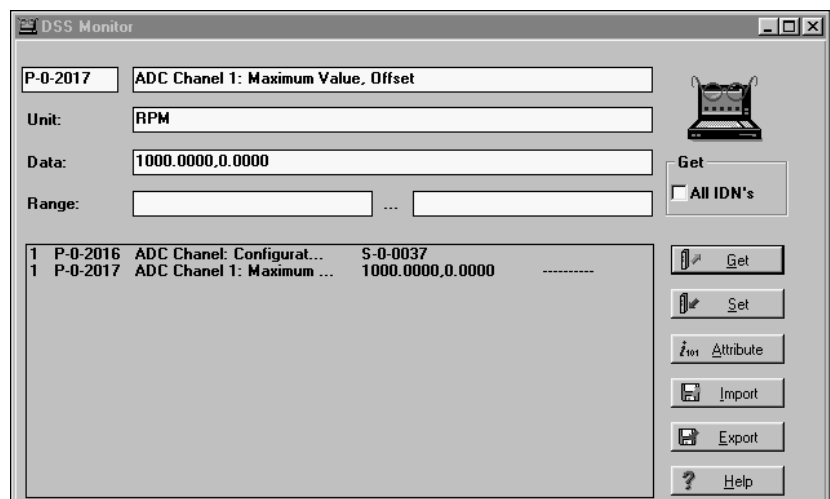 DSS Monitor
P-0-2017 ADC Chanel 1: Maximum Value, Offset
Unit: RPM
Data: 1000.0000,0.0000
Range: ...
Get
All IDN's
1 P-0-2016 ADC Chanel: Configurat... S-0-0037
1 P-0-2017 ADC Chanel 1: Maximum ... 1000.0000,0.0000 ----------
Get
Set
i101 Attribute
Import
Export
? Help